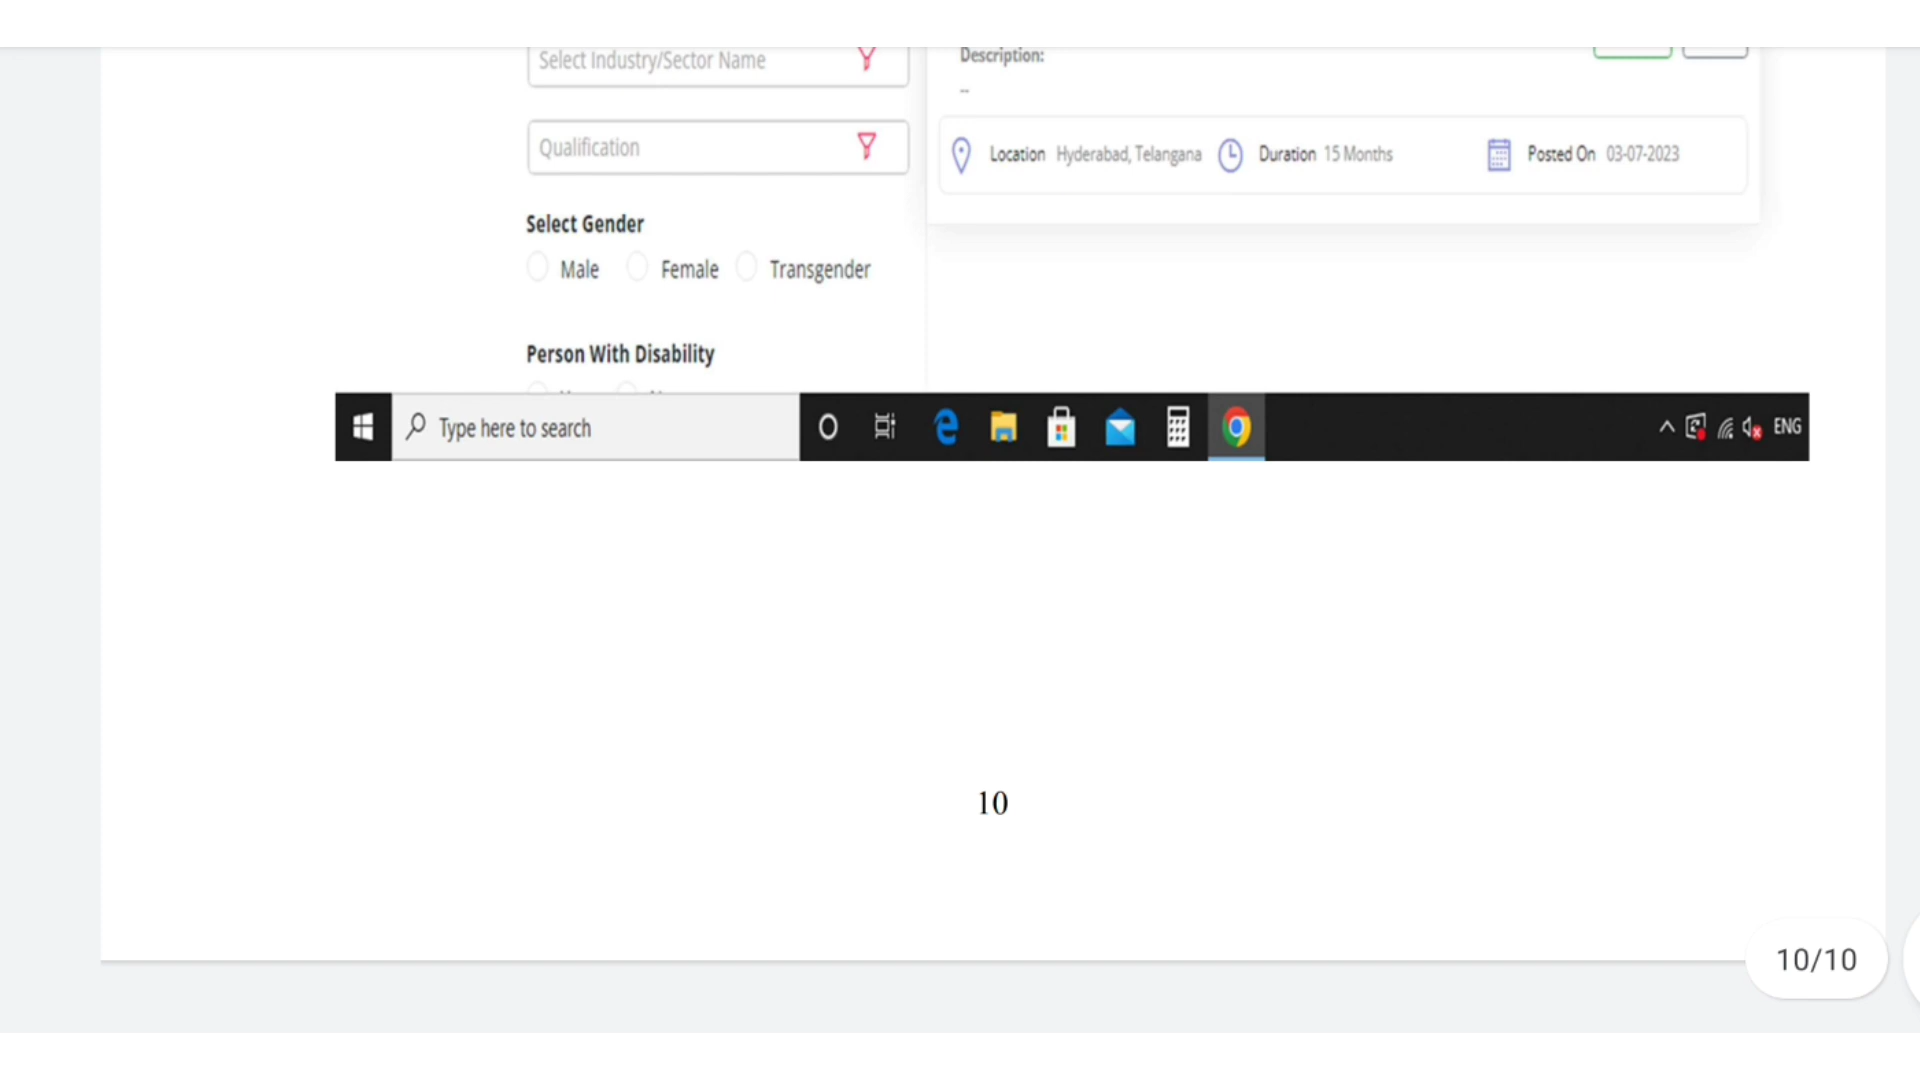 Select Industry/Sector Name
Description:
--
Qualification
Location Hyderabad, Telangana Duration 15 Months Posted On 03-07-2023
Select Gender
Male Female Transgender
Person With Disability
Type here to search
ENG
10
10/10